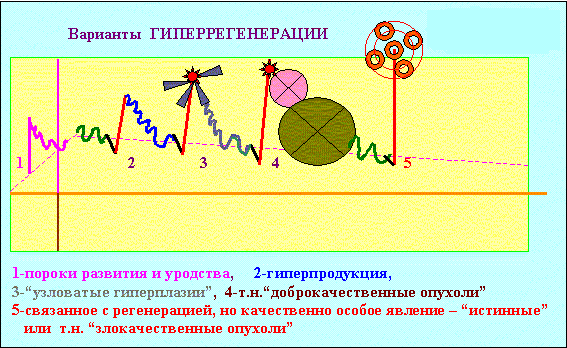 Варианты ГИПЕРРЕГЕНЕРАЦИИ
1 2 3 4 5
1-пороки развития и уродства, 2-гиперпродукция,
3-“узловатые гиперплазии”, 4-т.н.“доброкачественные опухоли”
5-связанное с регенерацией, но качественно особое явление – “истинные”
или т.н. “злокачественные опухоли”